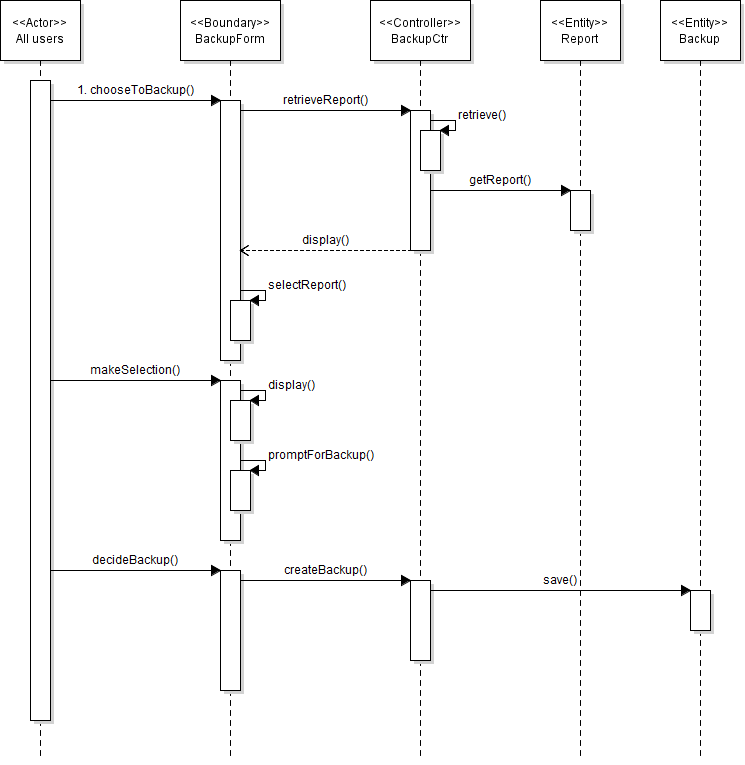 <<Actor>>
All users
<<Boundary>>
BackupForm
<<Controller>>
BackupCtr
<<Entity>>
Report
<<Entity>>
Backup
1. chooseToBackup()
retrieveReport()
retrieve()
getReport()
display()
selectReport()
makeSelection()
display()
promptForBackup()
decideBackup()
createBackup()
save()